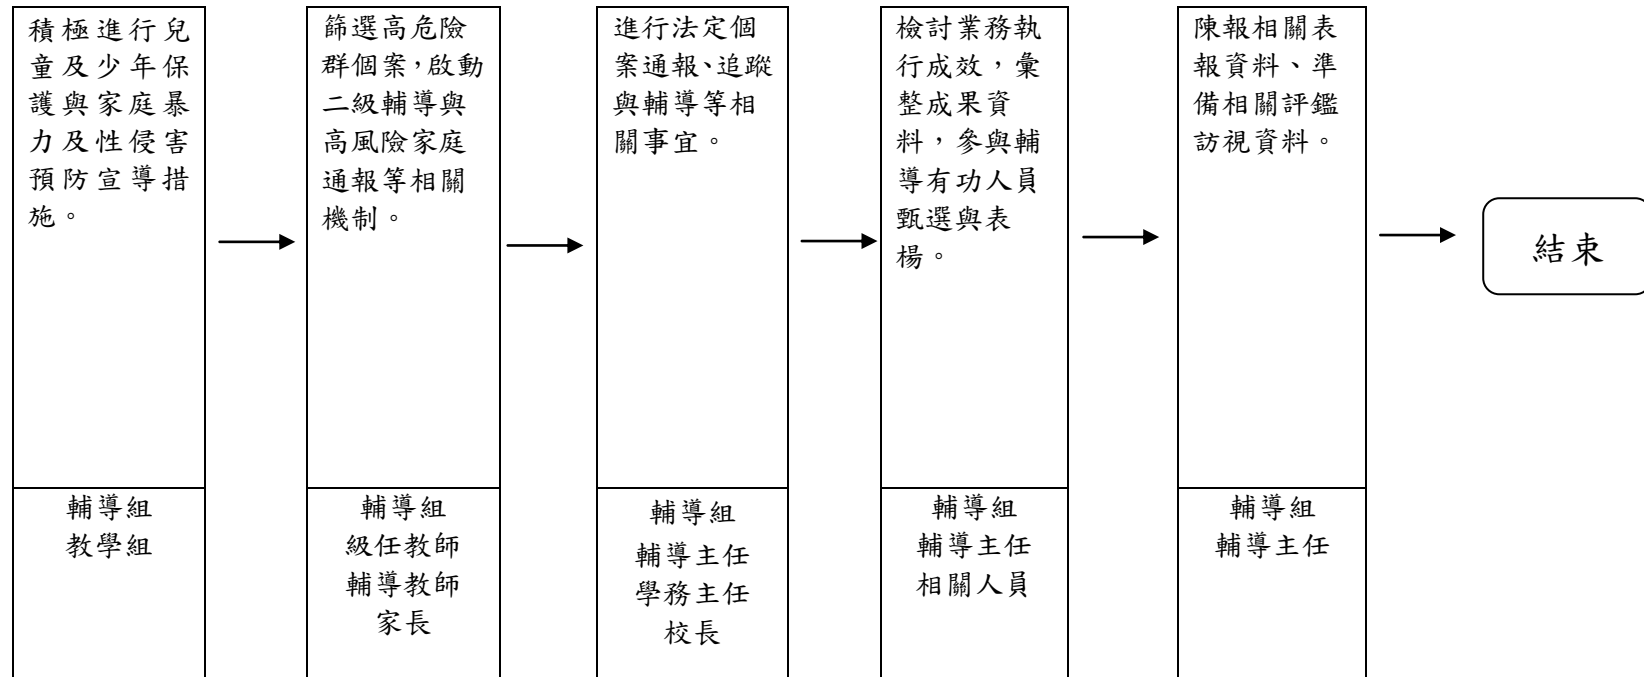 積極進行兒
童及少年保
護與家庭暴
力及性侵害
預防宣導措
施。
輔導組
教學組
篩選高危險
群個案，啟動
二級輔導與
高風險家庭
通報等相關
機制。
輔導組
級任教師
輔導教師
家長
進行法定個
案通報、追蹤
與輔導等相
關事宜。
輔導組
輔導主任
學務主任
校長
檢討業務執
行成效，彙
整成果資
料，參與輔
導有功人員
甄選與表
楊。
輔導組
輔導主任
相關人員
陳報相關表
報資料、準
備相關評鑑
訪視資料。
輔導組
輔導主任
結束